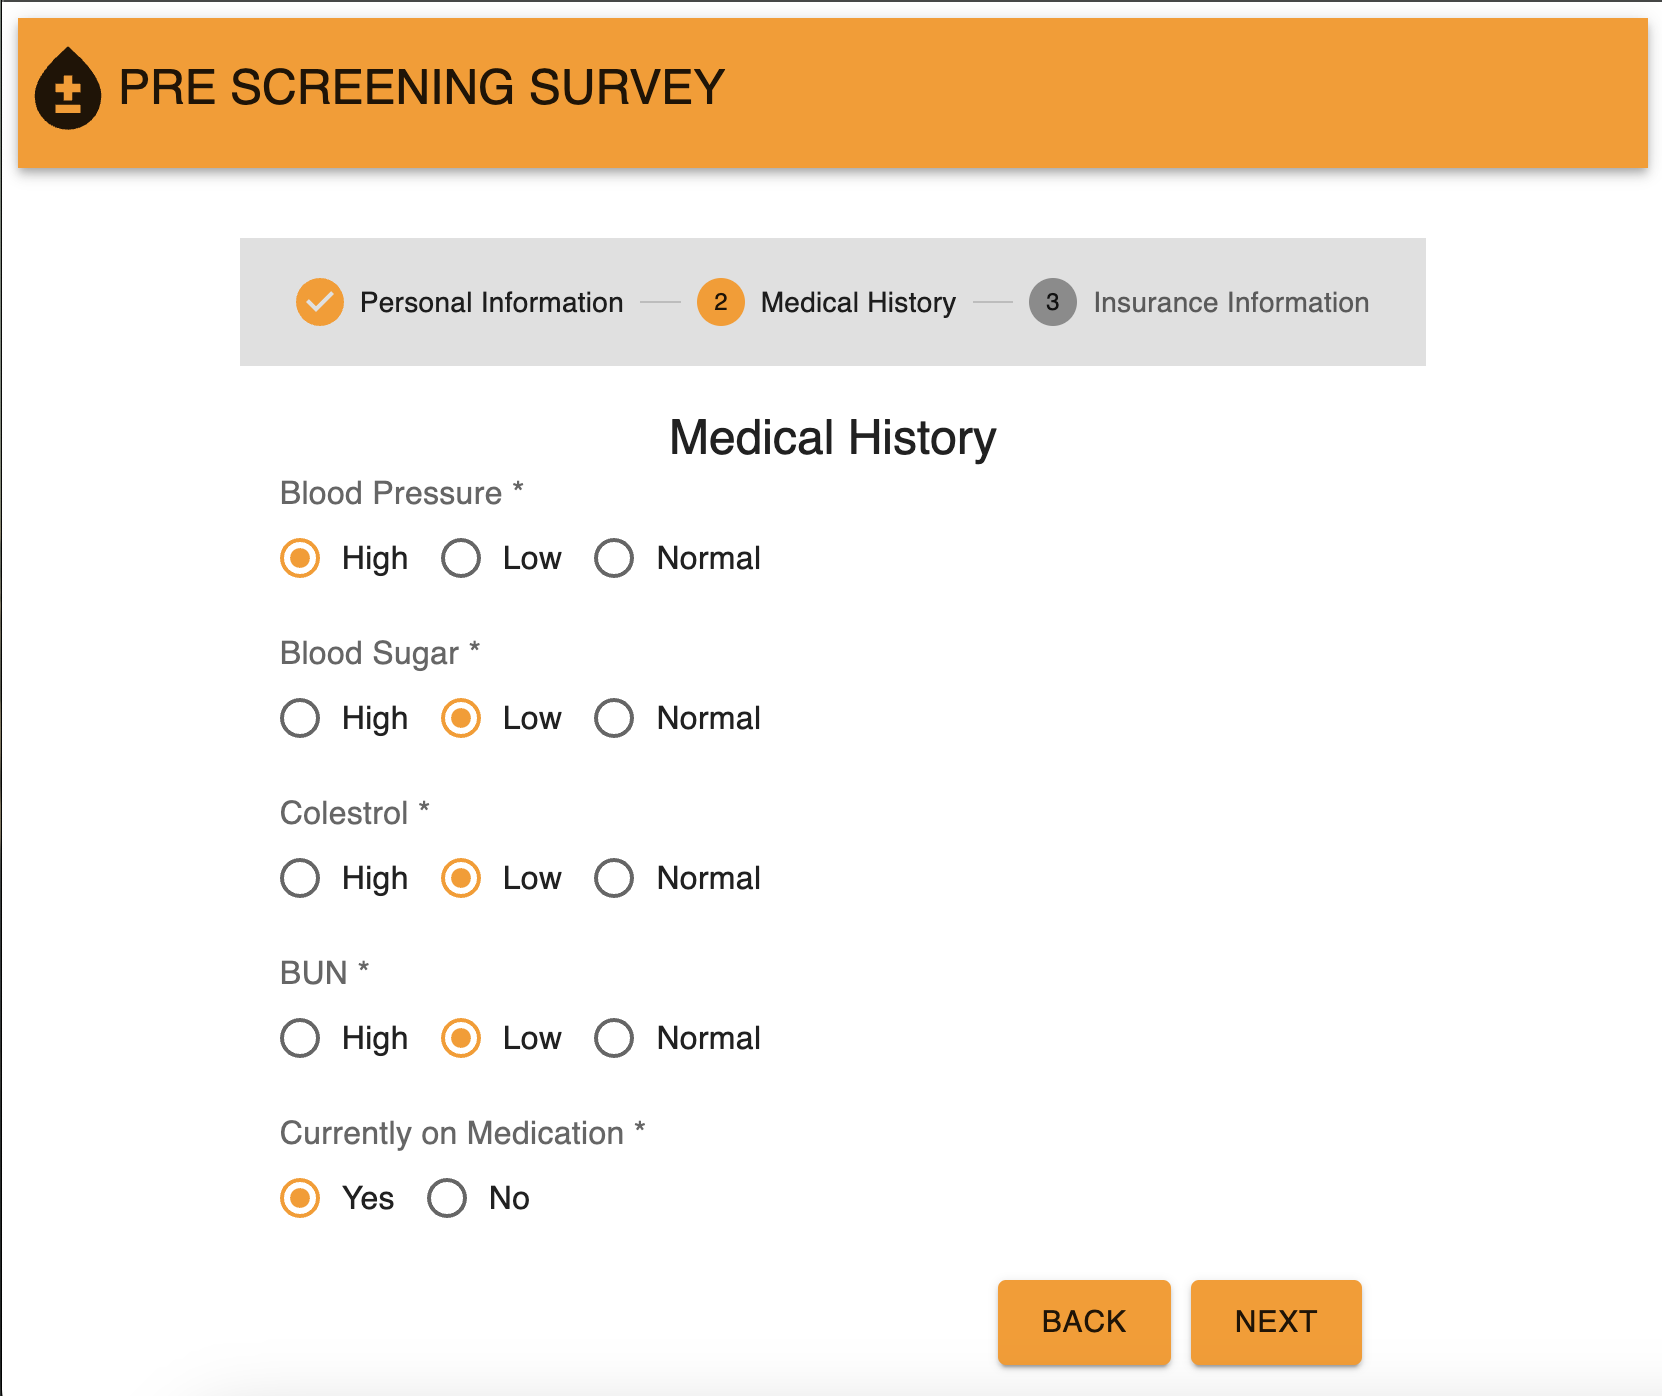 PRE SCREENING SURVEY
Personal Information 2 Medical History 3 Insurance Information
Medical History
Blood Pressure *
High Low Normal
Blood Sugar *
High Low Normal
Colestrol *
High Low Normal
BUN *
High Low Normal
Currently on Medication *
Yes No
BACK NEXT